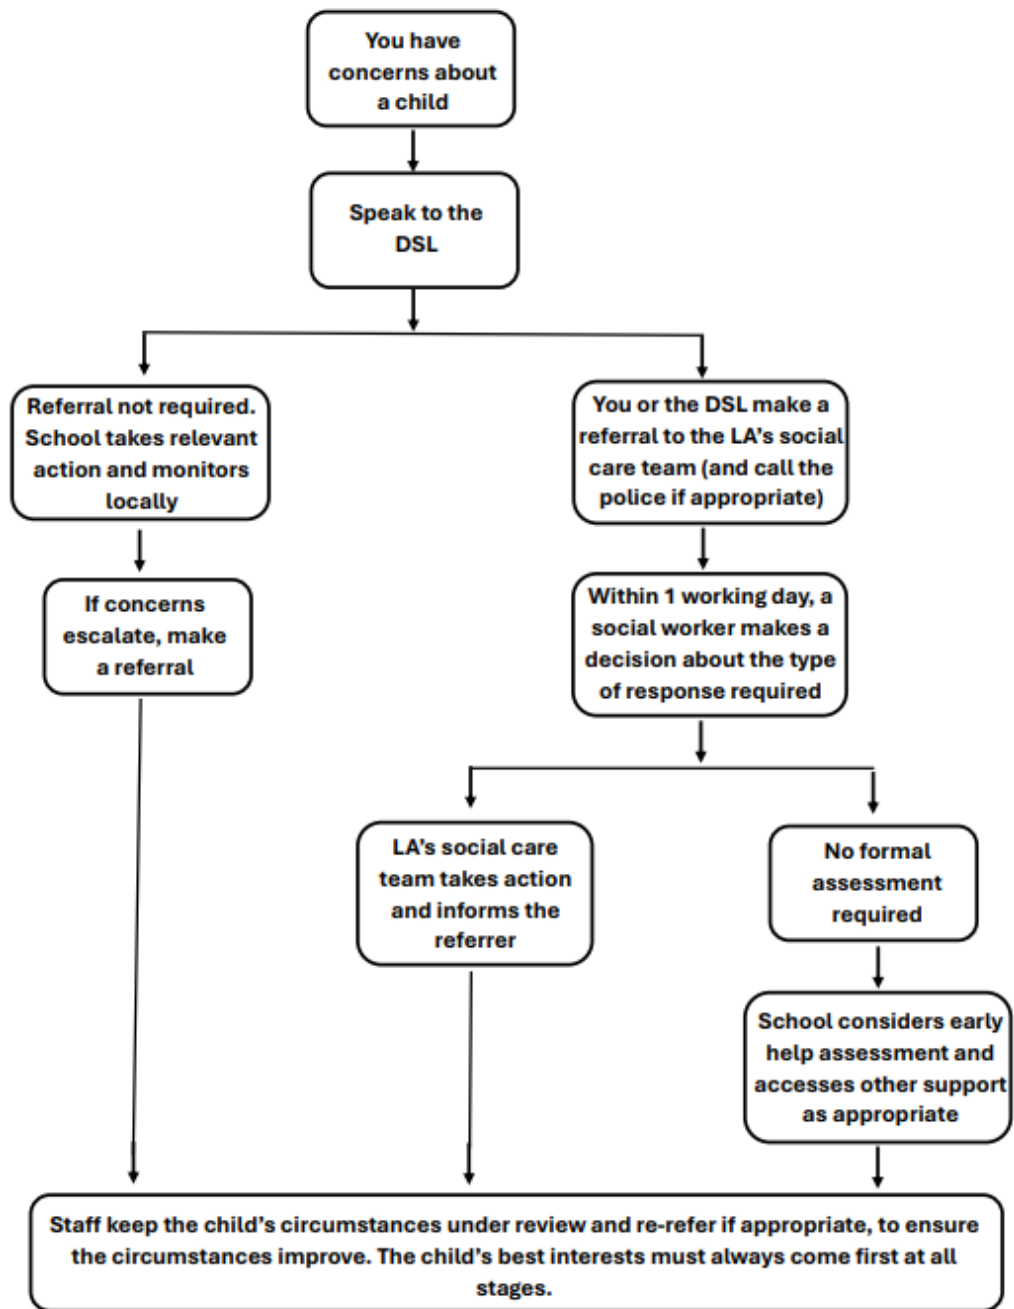 You have
concerns about
a child
Speak to the
DSL
Referral not required.
School takes relevant
action and monitors
locally
If concerns
escalate, make
a referral
You or the DSL make a
referral to the LA's social
care team (and call the
police if appropriate)
Within 1 working day, a
social worker makes a
decision about the type
of response required
LA's social care
team takes action
and informs the
referrer
No formal
assessment
required
School considers early
help assessment and
accesses other support
as appropriate
Staff keep the child's circumstances under review and re-refer if appropriate, to ensure
the circumstances improve. The child's best interests must always come first at all
stages.